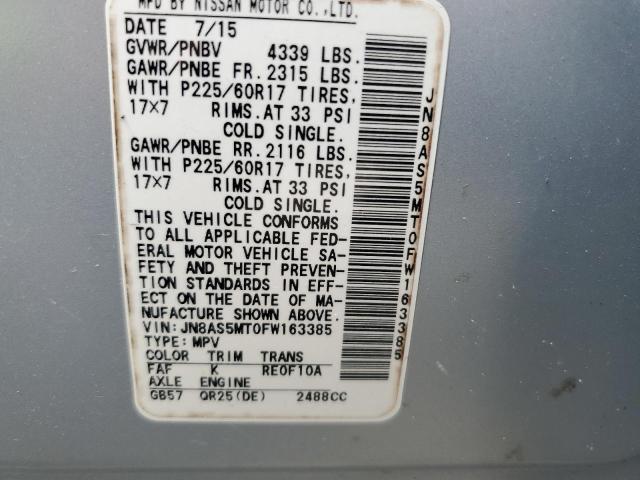 MFD BY NISSAN MOTOR CO.,LTD.
DATE 7/15
GVWR/PNBV 4339 LBS.
GAWR/PNBE FR. 2315 LBS.
WITH P225/60R17 TIRES,
17×7 RIMS.AT 33 PSI
COLD SINGLE.
GAWR/PNBE RR. 2116 LBS.
WITH P225/60R17 TIRES,
17×7 RIMS.AT 33 PSI
COLD SINGLE.
THIS VEHICLE CONFORMS
TO ALL APPLICABLE FED-
ERAL MOTOR VEHICLE SA-
FETY AND THEFT PREVEN-
TION STANDARDS IN EFF-
ECT ON THE DATE OF MA-
NUFACTURE SHOWN ABOVE.
VIN: JN8AS5MT0FW163385
TYPE: MPV
COLOR TRIM TRANS
FAF K RE0F10A
AXLE ENGINE
GB57 QR25(DE) 2488CC
JN8AS5MT0FW163385